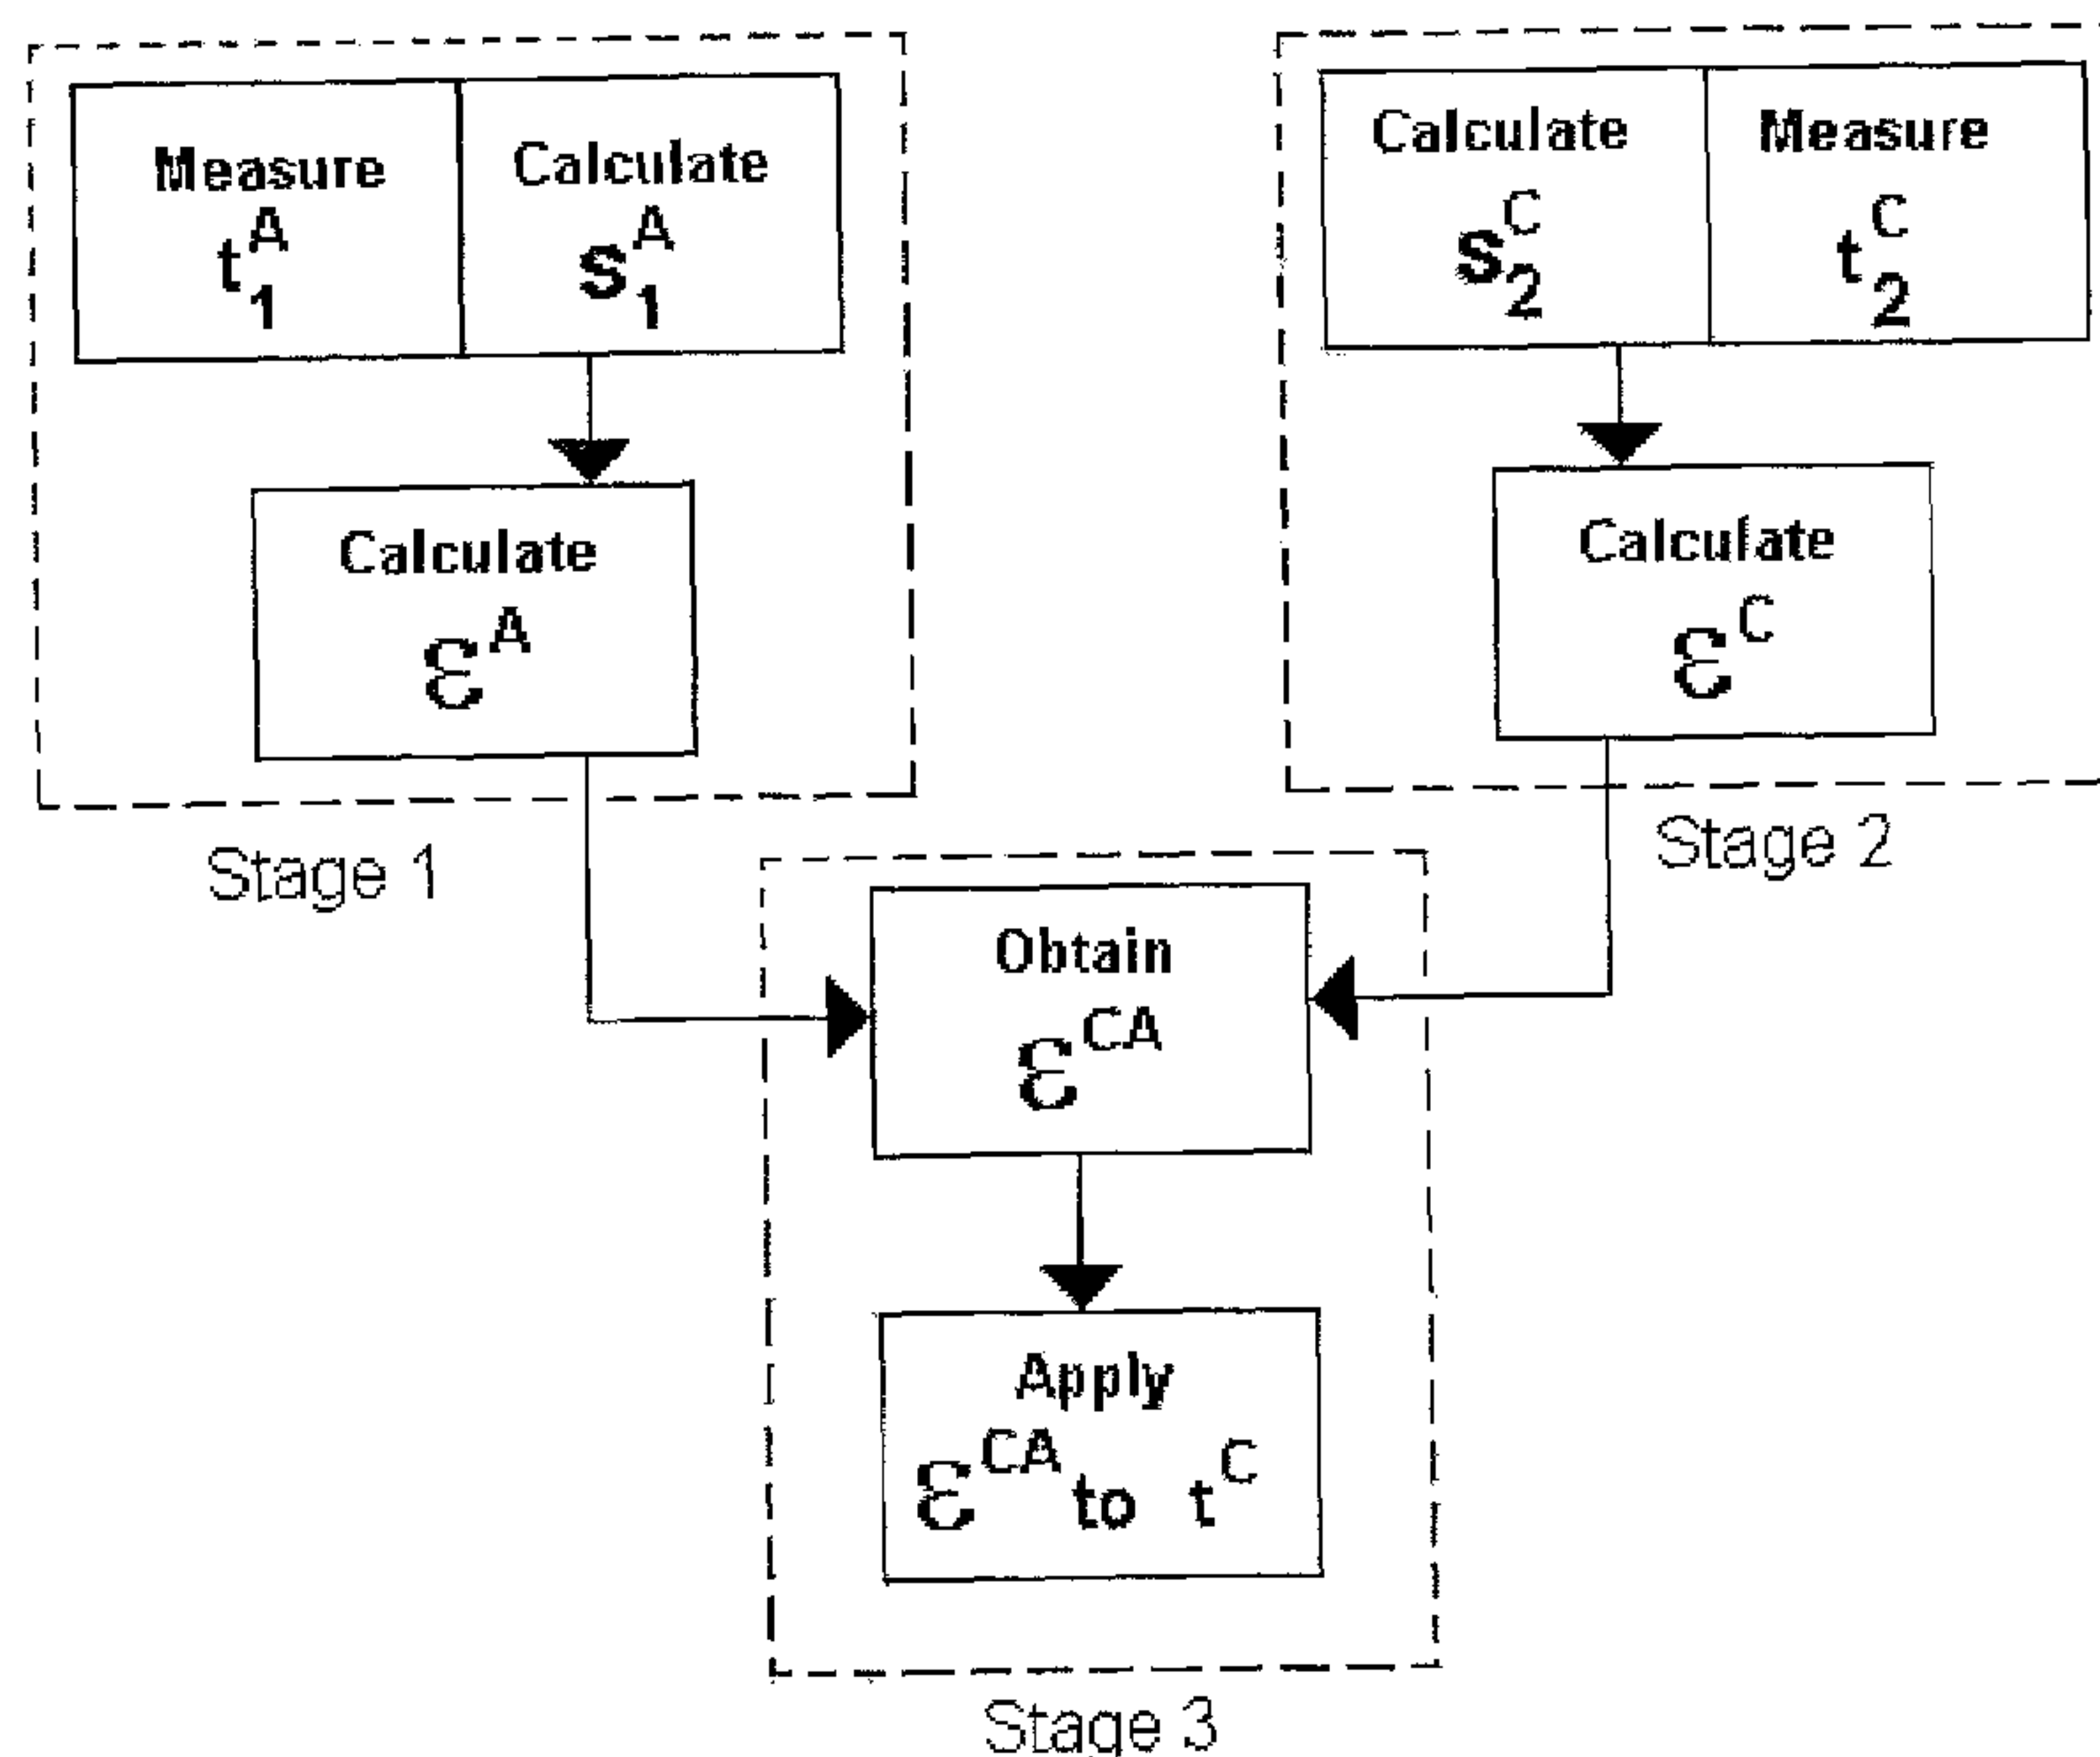 Measure
t₁ᴬ
Calculate
s₁ᴬ
Calculate
εᴬ
Stage 1
Calculate
s₂ᶜ
Measure
t₂ᶜ
Calculate
εᶜ
Stage 2
Obtain
εᶜᴬ
Apply
εᶜᴬ to tᶜ
Stage 3